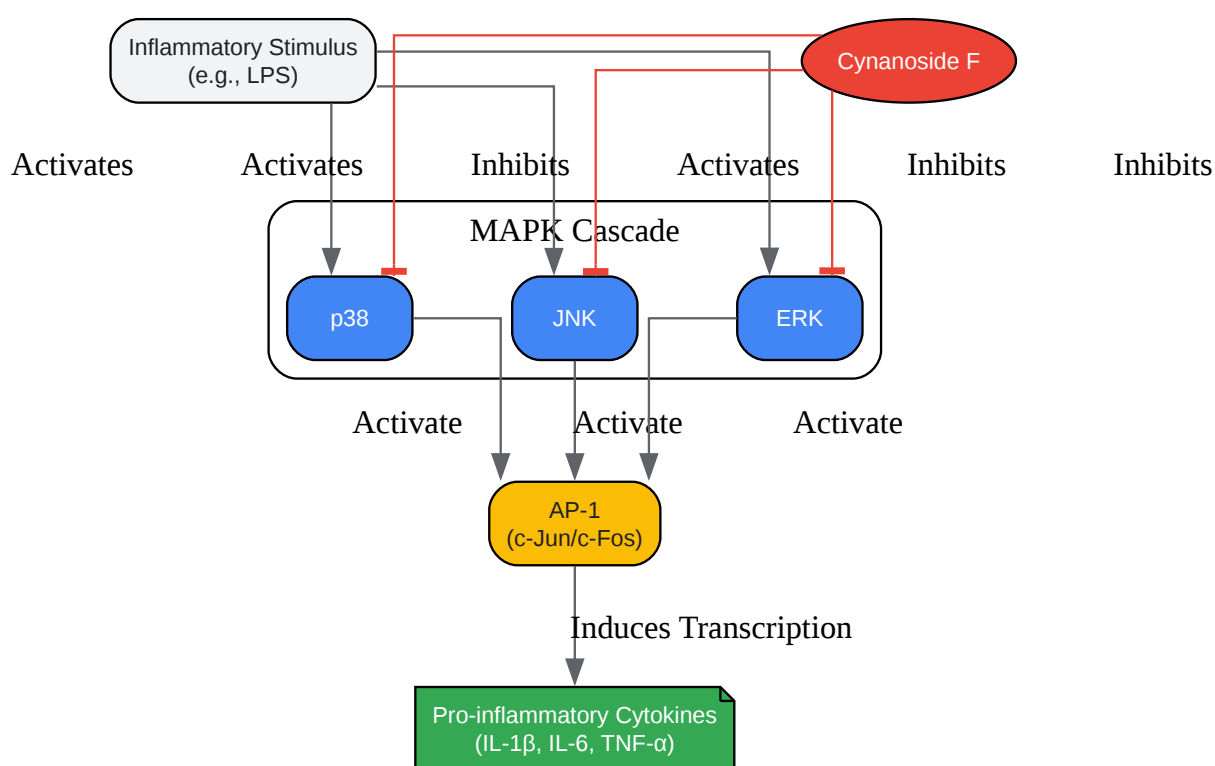 Inflammatory Stimulus
(e.g., LPS)
Cynanoside F
Activates
Activates
Inhibits
Activates
Inhibits
Inhibits
MAPK Cascade
p38
JNK
ERK
Activate
Activate
Activate
AP-1
(c-Jun/c-Fos)
Induces Transcription
Pro-inflammatory Cytokines
(IL-1β, IL-6, TNF-α)